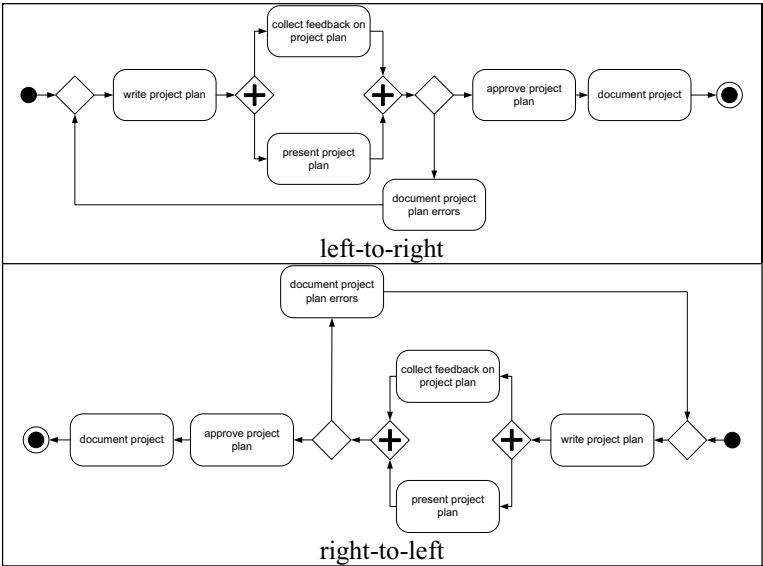 collect feedback on
project plan
write project plan
approve project
plan
document project
present project
plan
document project
plan errors
left-to-right
document project
plan errors
collect feedback on
project plan
document project
approve project
plan
write project plan
present project
plan
right-to-left